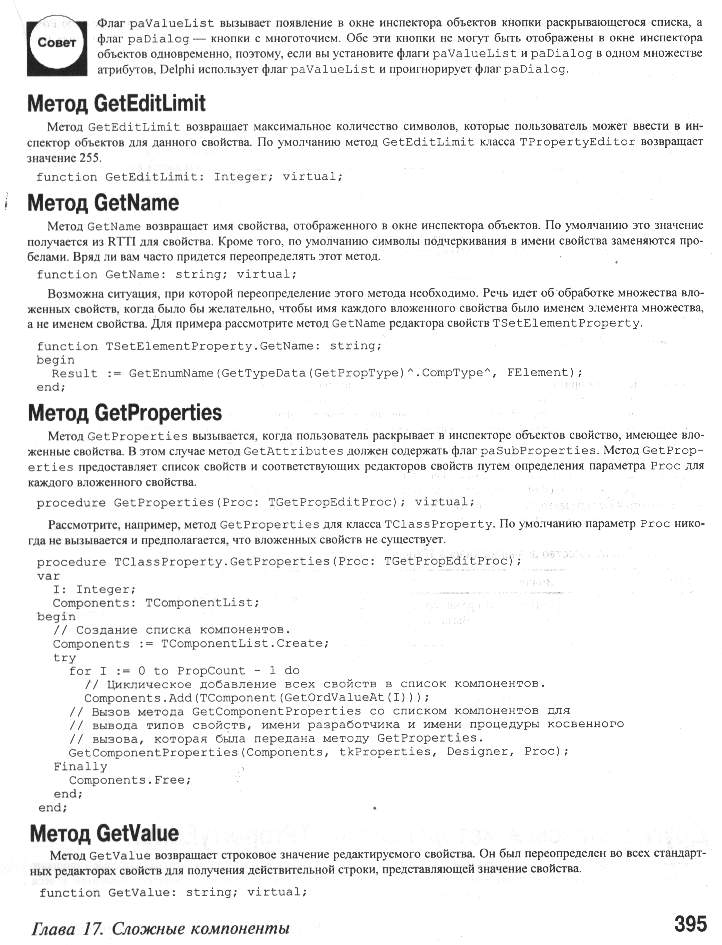 Совет
Флаг paValueList вызывает появление в окне инспектора объектов кнопки раскрывающегося списка, а
флаг paDialog — кнопки с многоточием. Обе эти кнопки не могут быть отображены в окне инспектора
объектов одновременно, поэтому, если вы установите флаги paValueList и paDialog в одном множестве
атрибутов, Delphi использует флаг paValueList и проигнорирует флаг paDialog.
Метод GetEditLimit
Метод GetEditLimit возвращает максимальное количество символов, которые пользователь может ввести в ин-
спектор объектов для данного свойства. По умолчанию метод GetEditLimit класса TPropertyEditor возвращает
значение 255.
function GetEditLimit: Integer; virtual;
Метод GetName
Метод GetName возвращает имя свойства, отображенного в окне инспектора объектов. По умолчанию это значение
получается из RTTI для свойства. Кроме того, по умолчанию символы подчеркивания в имени свойства заменяются про-
белами. Вряд ли вам часто придется переопределять этот метод.
function GetName: string; virtual;
Возможна ситуация, при которой переопределение этого метода необходимо. Речь идет об обработке множества вло-
женных свойств, когда было бы желательно, чтобы имя каждого вложенного свойства было именем элемента множества,
а не именем свойства. Для примера рассмотрите метод GetName редактора свойств TSetElementProperty.
function TSetElementProperty.GetName: string;
begin
  Result := GetEnumName(GetTypeData(GetPropType)^.CompType^, FElement);
end;
Метод GetProperties
Метод GetProperties вызывается, когда пользователь раскрывает в инспекторе объектов свойство, имеющее вло-
женные свойства. В этом случае метод GetAttributes должен содержать флаг paSubProperties. Метод GetProp-
erties предоставляет список свойств и соответствующих редакторов свойств путем определения параметра Proc для
каждого вложенного свойства.
procedure GetProperties(Proc: TGetPropEditProc); virtual;
Рассмотрите, например, метод GetProperties для класса TClassProperty. По умолчанию параметр Proc нико-
гда не вызывается и предполагается, что вложенных свойств не существует.
procedure TClassProperty.GetProperties(Proc: TGetPropEditProc);
var
  I: Integer;
  Components: TComponentList;
begin
  // Создание списка компонентов.
  Components := TComponentList.Create;
  try
    for I := 0 to PropCount - 1 do
      // Циклическое добавление всех свойств в список компонентов.
      Components.Add(TComponent(GetOrdValueAt(I)));
    // Вызов метода GetComponentProperties со списком компонентов для
    // вывода типов свойств, имени разработчика и имени процедуры косвенного
    // вызова, которая была передана методу GetProperties.
    GetComponentProperties(Components, tkProperties, Designer, Proc);
  Finally
    Components.Free;
  end;
end;
Метод GetValue
Метод GetValue возвращает строковое значение редактируемого свойства. Он был переопределен во всех стандарт-
ных редакторах свойств для получения действительной строки, представляющей значение свойства.
function GetValue: string; virtual;
Глава 17. Сложные компоненты
395